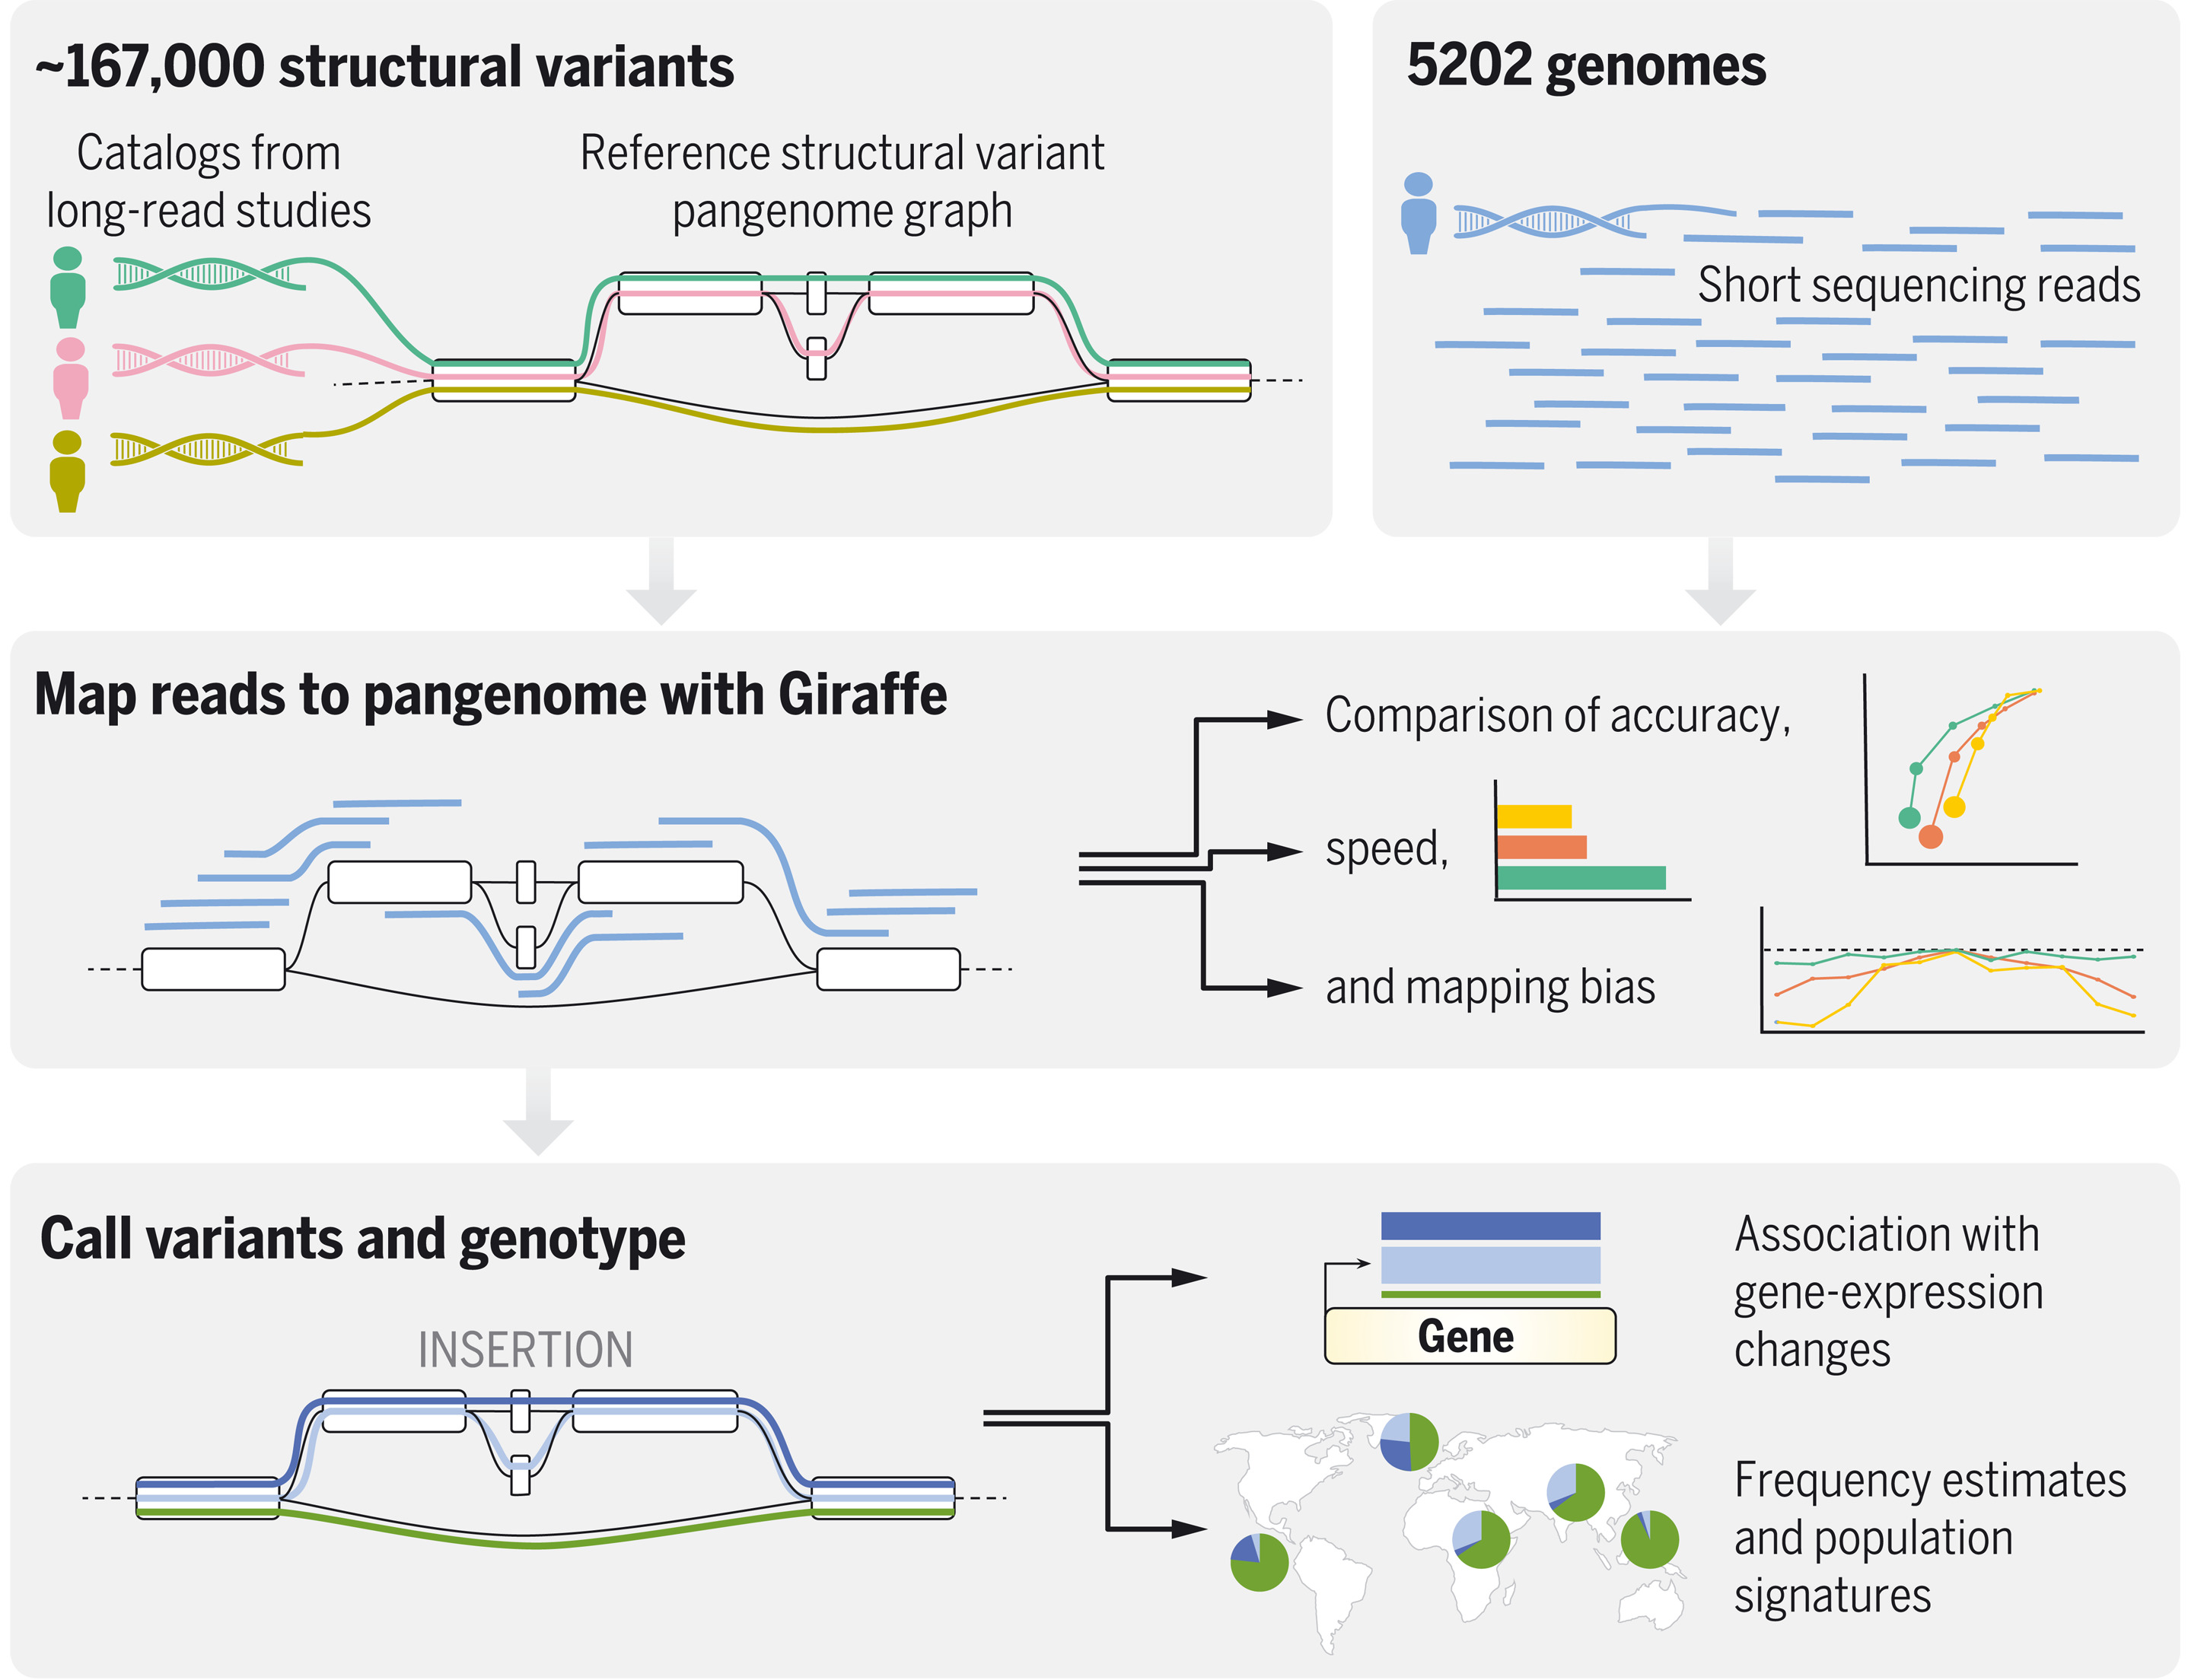 ~167,000 structural variants
Catalogs from
long-read studies
Reference structural variant
pangenome graph
5202 genomes
Short sequencing reads
Map reads to pangenome with Giraffe
Comparison of accuracy,
speed,
and mapping bias
Call variants and genotype
INSERTION
Gene
Association with
gene-expression
changes
Frequency estimates
and population
signatures